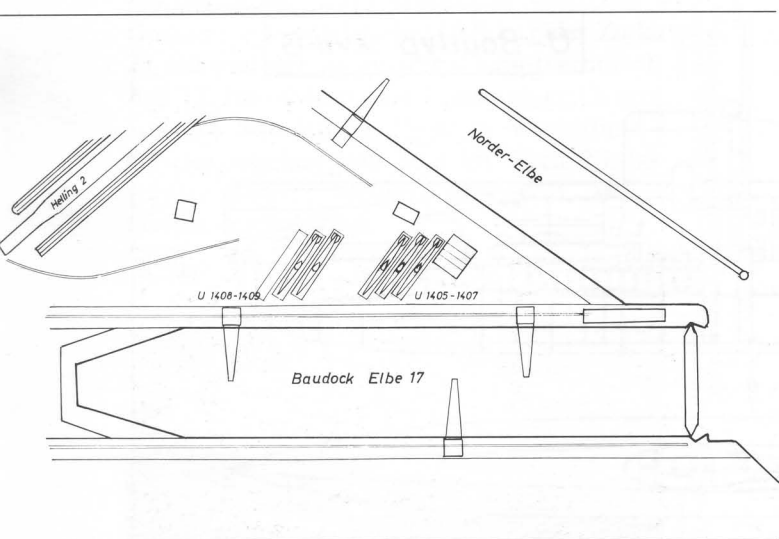 Norder-Elbe
Helling 2
U 1408-1409
U 1405-1407
Baudock Elbe 17